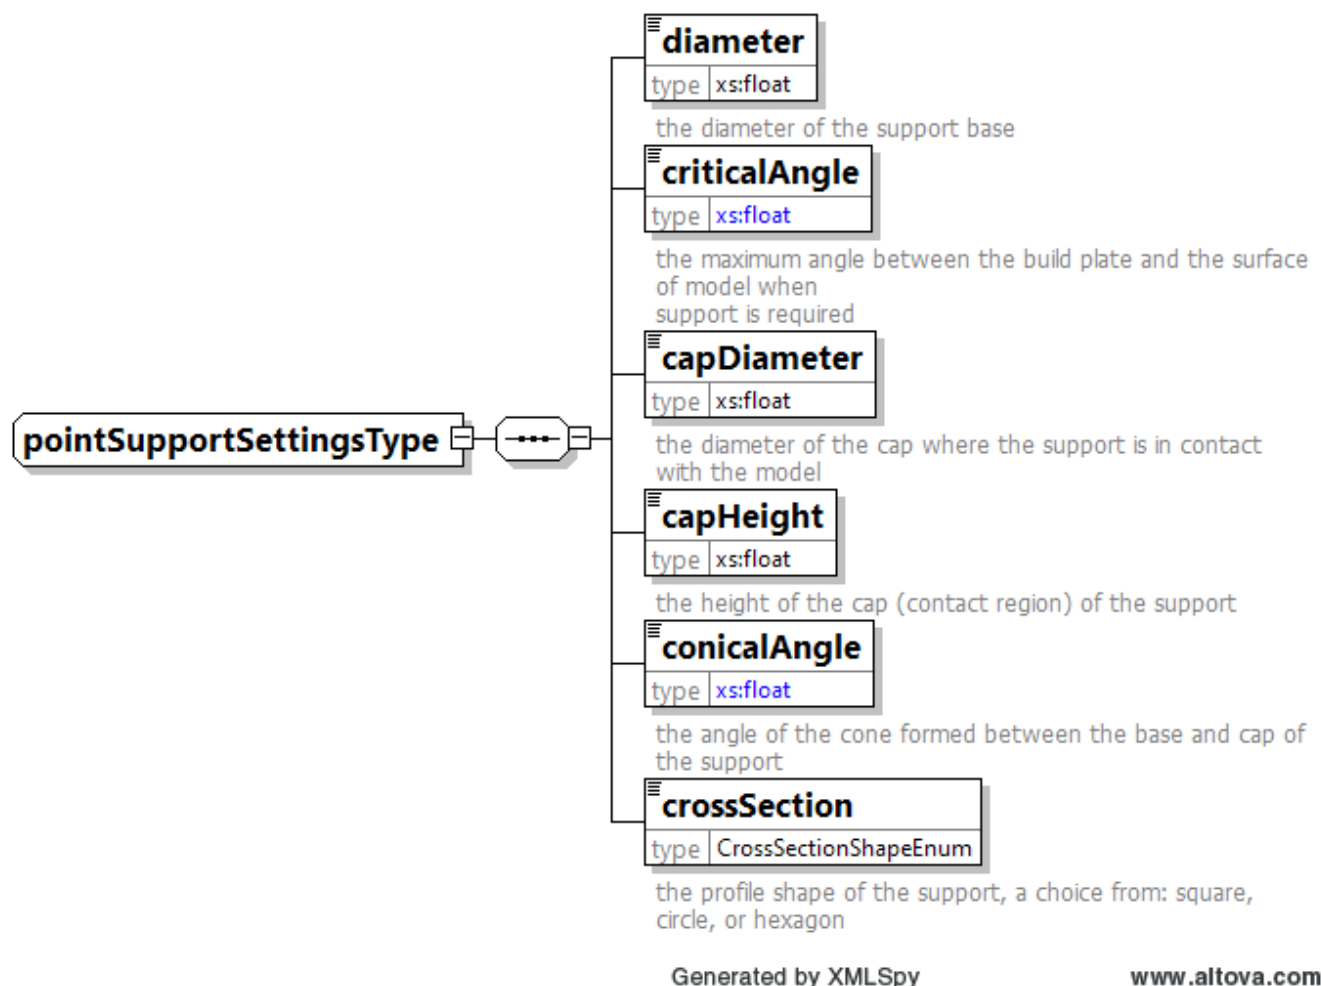 diameter
type xs:float
the diameter of the support base
criticalAngle
type xs:float
the maximum angle between the build plate and the surface
of model when
support is required
capDiameter
type xs:float
the diameter of the cap where the support is in contact
with the model
pointSupportSettingsType
capHeight
type xs:float
the height of the cap (contact region) of the support
conicalAngle
type xs:float
the angle of the cone formed between the base and cap of
the support
crossSection
type CrossSectionShapeEnum
the profile shape of the support, a choice from: square,
circle, or hexagon
Generated by XMLSpy www.altova.com